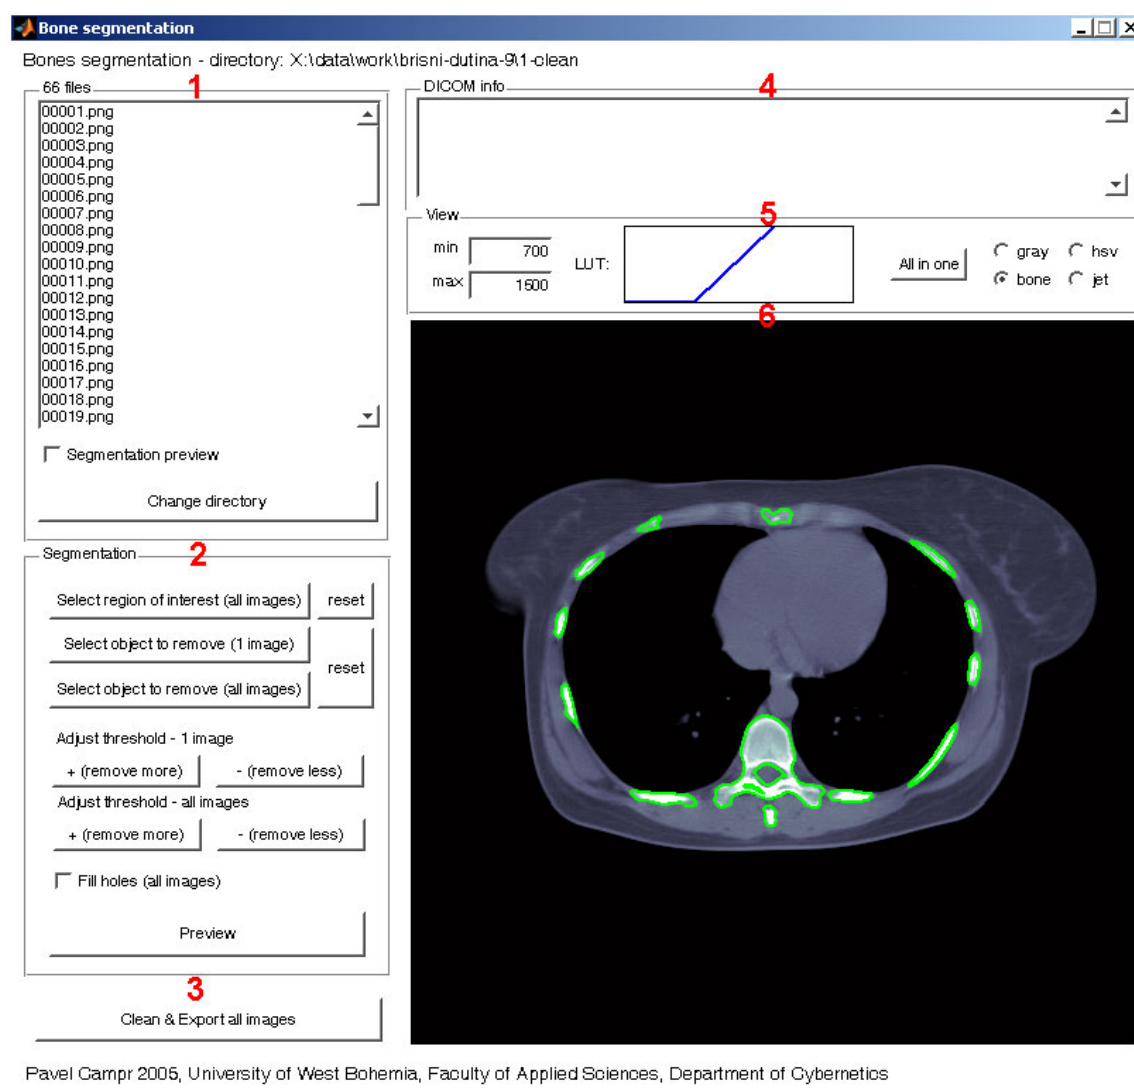 Bone segmentation
Bones segmentation - directory: X:\data\work\brisni-dutina-9\1-clean
66 files
1
00001.png
00002.png
00003.png
00004.png
00005.png
00006.png
00007.png
00008.png
00009.png
00010.png
00011.png
00012.png
00013.png
00014.png
00015.png
00016.png
00017.png
00018.png
00019.png
Segmentation preview
Change directory
Segmentation
2
Select region of interest (all images) reset
Select object to remove (1 image)
reset
Select object to remove (all images)
Adjust threshold - 1 image
+ (remove more) - (remove less)
Adjust threshold - all images
+ (remove more) - (remove less)
Fill holes (all images)
Preview
3
Clean & Export all images
DICOM info
4
View
5
min 700
max 1500
LUT:
All in one
gray hsv
bone jet
6
Pavel Campr 2005, University of West Bohemia, Faculty of Applied Sciences, Department of Cybernetics